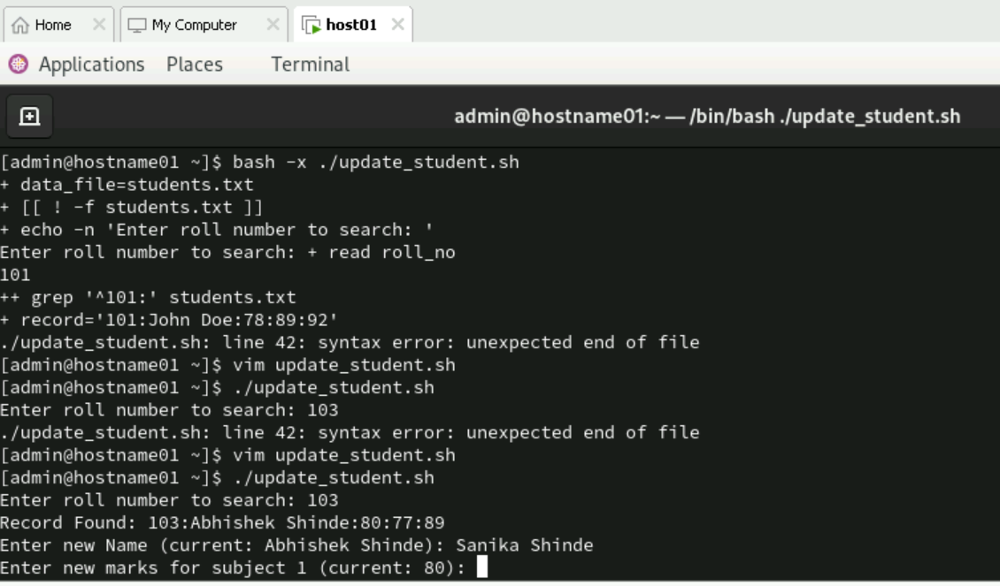 Home
My Computer
host01
Applications Places Terminal
admin@hostname01:~ — /bin/bash ./update_student.sh
[admin@hostname01 ~]$ bash -x ./update_student.sh
+ data_file=students.txt
+ [[ ! -f students.txt ]]
+ echo -n 'Enter roll number to search: '
Enter roll number to search: + read roll_no
101
++ grep '^101:' students.txt
+ record='101:John Doe:78:89:92'
./update_student.sh: line 42: syntax error: unexpected end of file
[admin@hostname01 ~]$ vim update_student.sh
[admin@hostname01 ~]$ ./update_student.sh
Enter roll number to search: 103
./update_student.sh: line 42: syntax error: unexpected end of file
[admin@hostname01 ~]$ vim update_student.sh
[admin@hostname01 ~]$ ./update_student.sh
Enter roll number to search: 103
Record Found: 103:Abhishek Shinde:80:77:89
Enter new Name (current: Abhishek Shinde): Sanika Shinde
Enter new marks for subject 1 (current: 80):